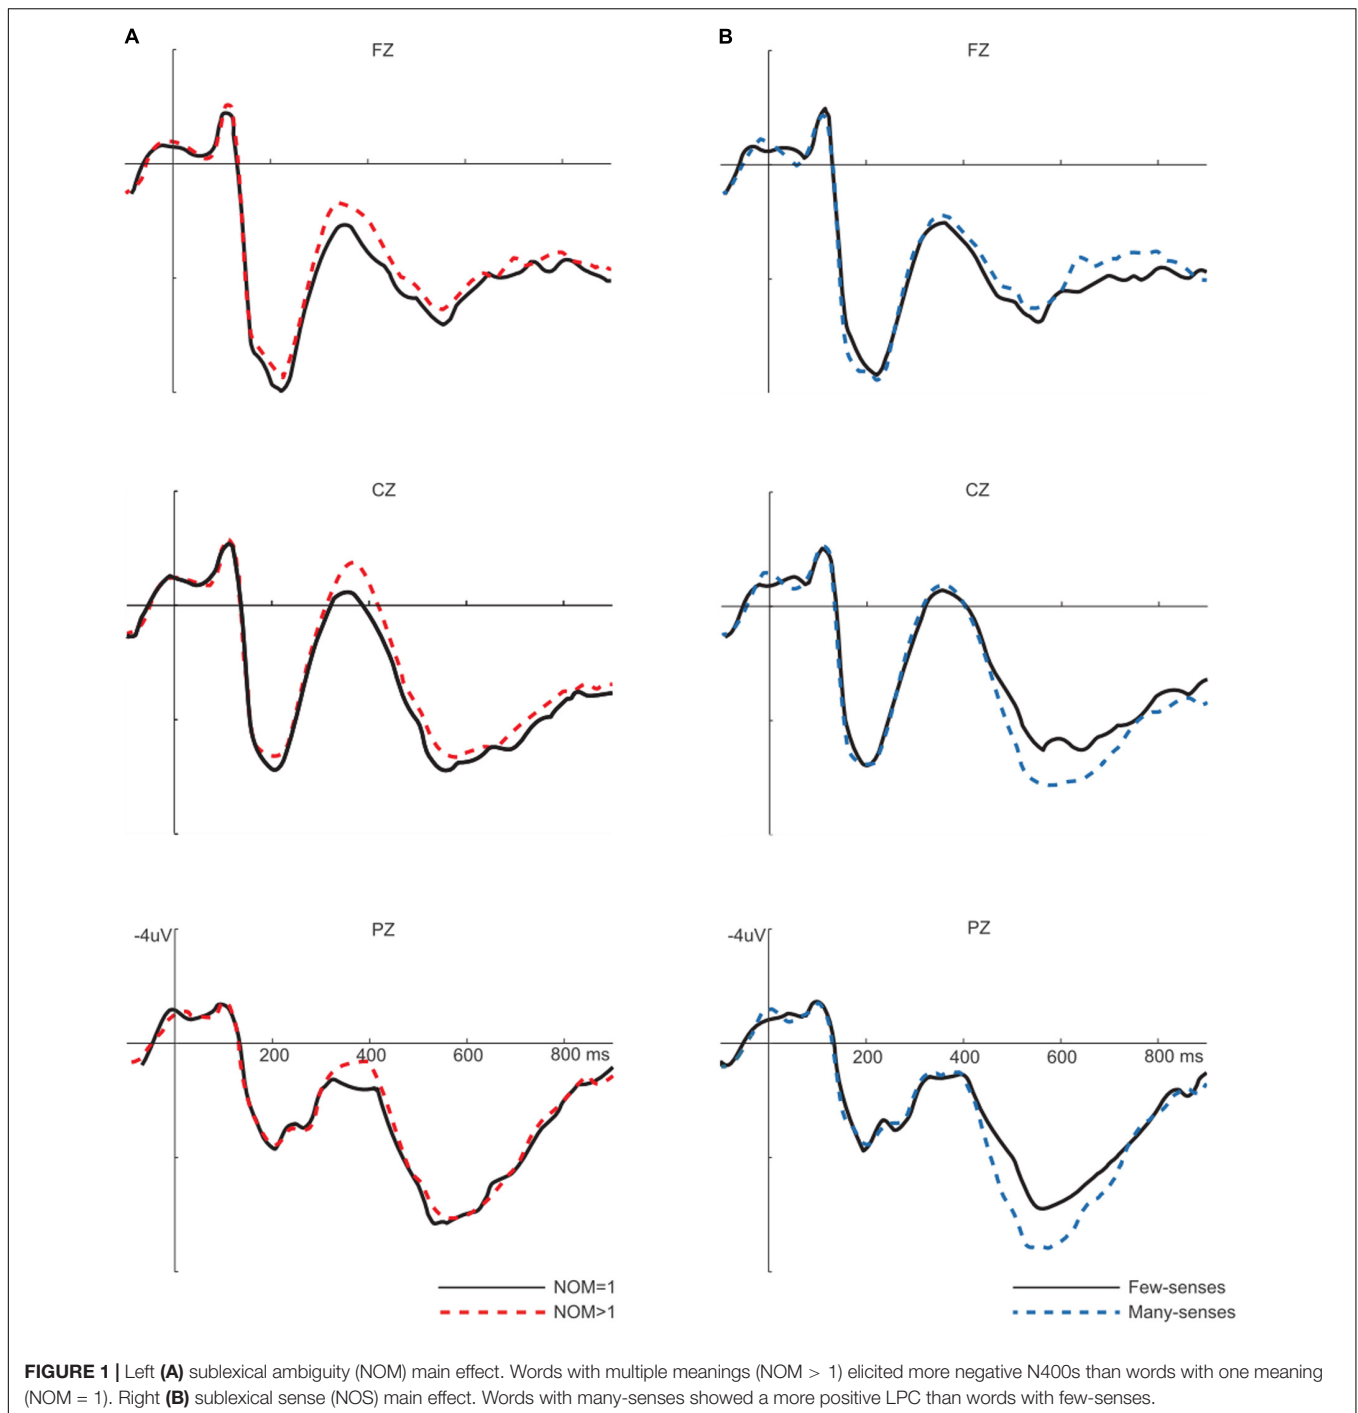 A
B
FZ
FZ
CZ
CZ
PZ
PZ
-4uV
-4uV
200 400 600 800 ms
200 400 600 800 ms
NOM=1
NOM>1
Few-senses
Many-senses
FIGURE 1 | Left (A) sublexical ambiguity (NOM) main effect. Words with multiple meanings (NOM > 1) elicited more negative N400s than words with one meaning
(NOM = 1). Right (B) sublexical sense (NOS) main effect. Words with many-senses showed a more positive LPC than words with few-senses.